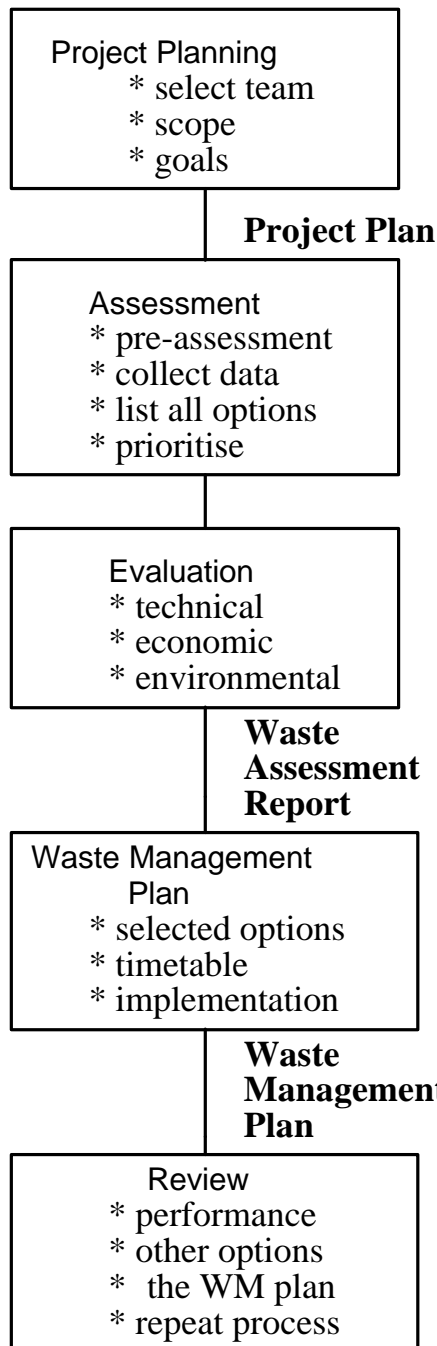 Project Planning
* select team
* scope
* goals
Project Plan
Assessment
* pre-assessment
* collect data
* list all options
* prioritise
Evaluation
* technical
* economic
* environmental
Waste
Assessment
Report
Waste Management
Plan
* selected options
* timetable
* implementation
Waste
Management
Plan
Review
* performance
* other options
* the WM plan
* repeat process